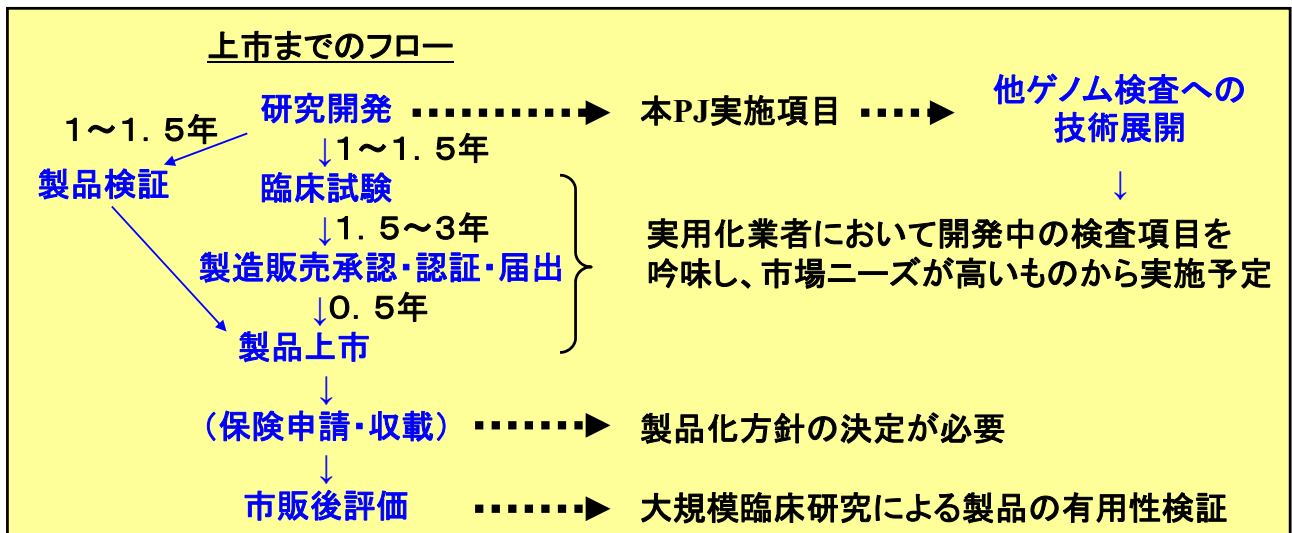 上市までのフロー
研究開発
本PJ実施項目
他ゲノム検査への
技術展開
1～1．5年
↓1～1．5年
製品検証
臨床試験
↓
↓1．5～3年
実用化業者において開発中の検査項目を
吟味し、市場ニーズが高いものから実施予定
製造販売承認・認証・届出
↓0．5年
製品上市
↓
（保険申請・収載）
製品化方針の決定が必要
↓
市販後評価
大規模臨床研究による製品の有用性検証